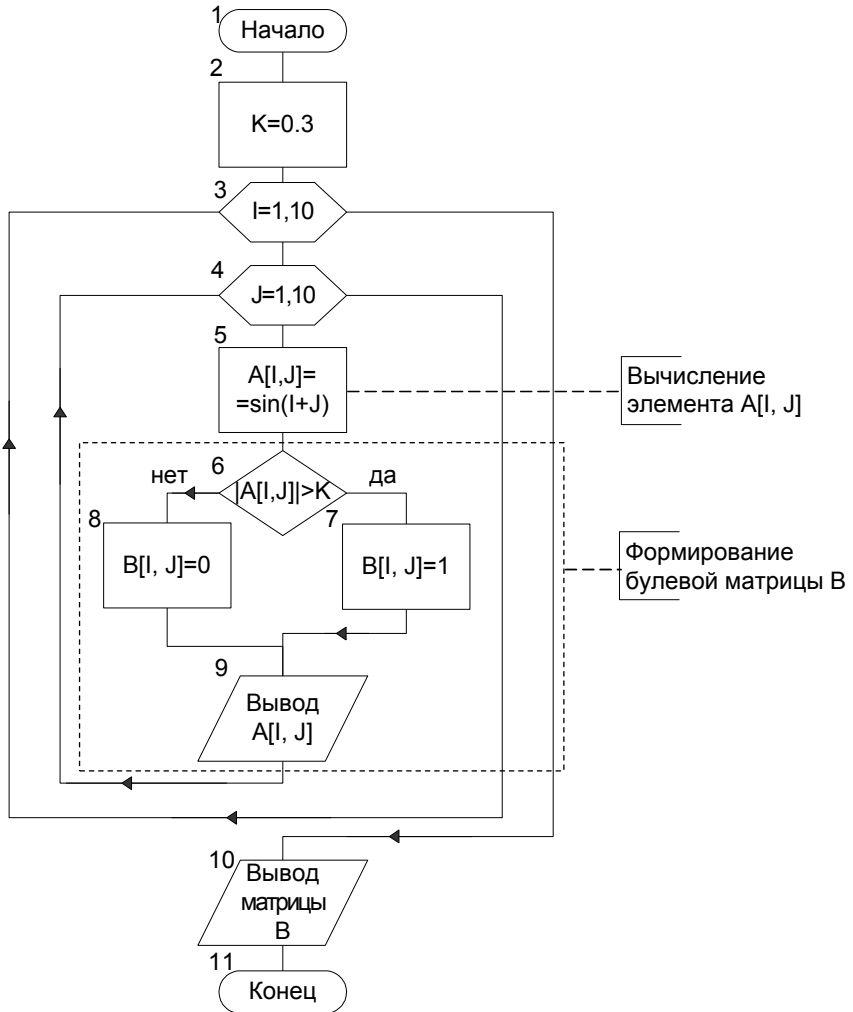 1
Начало
2
K=0.3
3
I=1,10
4
J=1,10
5
A[I,J]=
=sin(I+J)
Вычисление
элемента A[I, J]
нет
6
|A[I,J]|>K
да
7
8
B[I, J]=0
B[I, J]=1
Формирование
булевой матрицы B
9
Вывод
A[I, J]
10
Вывод
матрицы
B
11
Конец